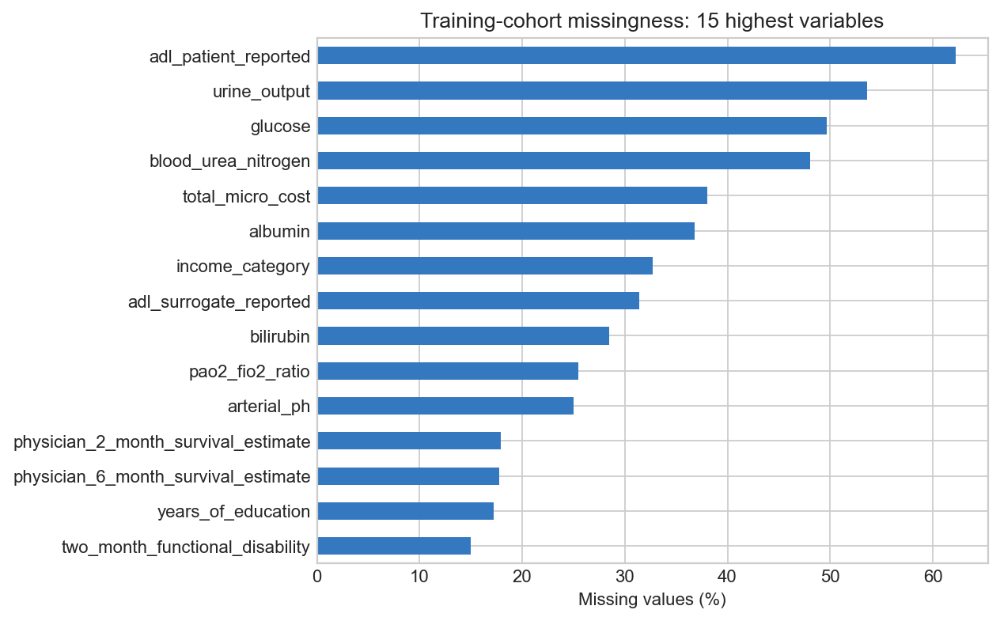 Training-cohort missingness: 15 highest variables
adl_patient_reported
urine_output
glucose
blood_urea_nitrogen
total_micro_cost
albumin
income_category
adl_surrogate_reported
bilirubin
pao2_fio2_ratio
arterial_ph
physician_2_month_survival_estimate
physician_6_month_survival_estimate
years_of_education
two_month_functional_disability
0 10 20 30 40 50 60
Missing values (%)